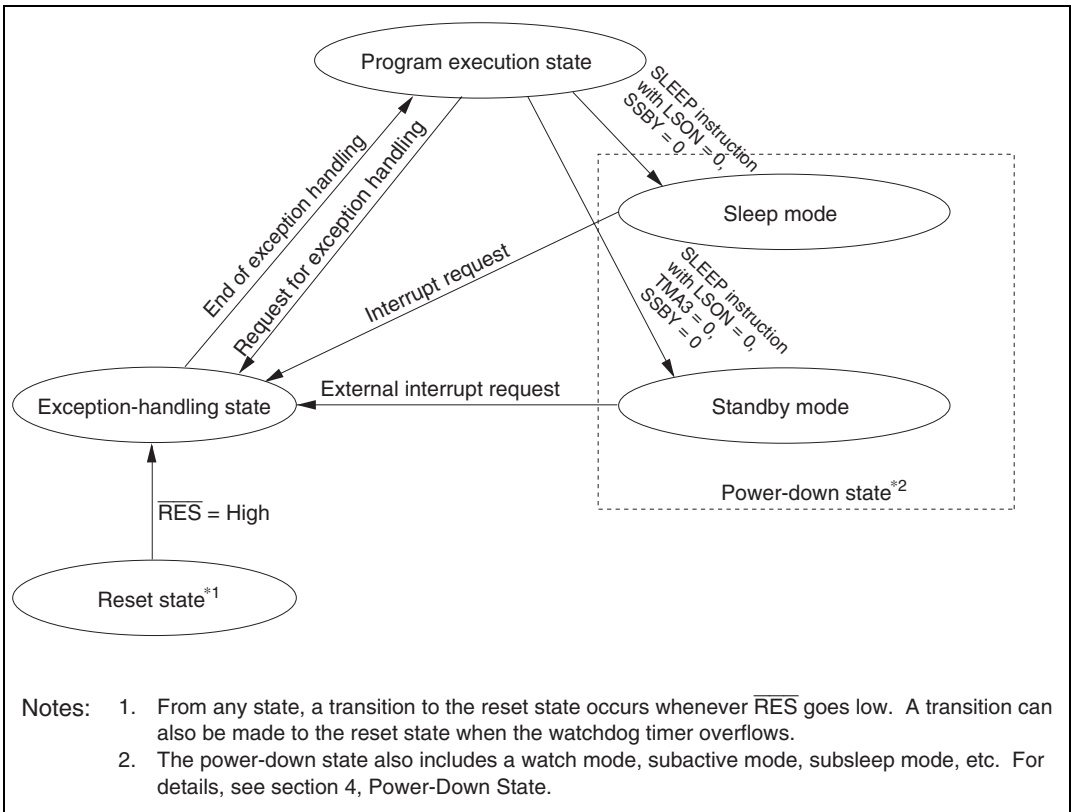 Program execution state
SLEEP instruction
with LSON = 0,
SSBY = 0
End of exception handling
Request for exception handling
Sleep mode
Interrupt request
SLEEP instruction
with LSON = 0,
TMA3 = 0,
SSBY = 0
Exception-handling state
External interrupt request
Standby mode
Power-down state*2
RES = High
Reset state*1
Notes: 1. From any state, a transition to the reset state occurs whenever RES goes low. A transition can
also be made to the reset state when the watchdog timer overflows.
2. The power-down state also includes a watch mode, subactive mode, subsleep mode, etc. For
details, see section 4, Power-Down State.